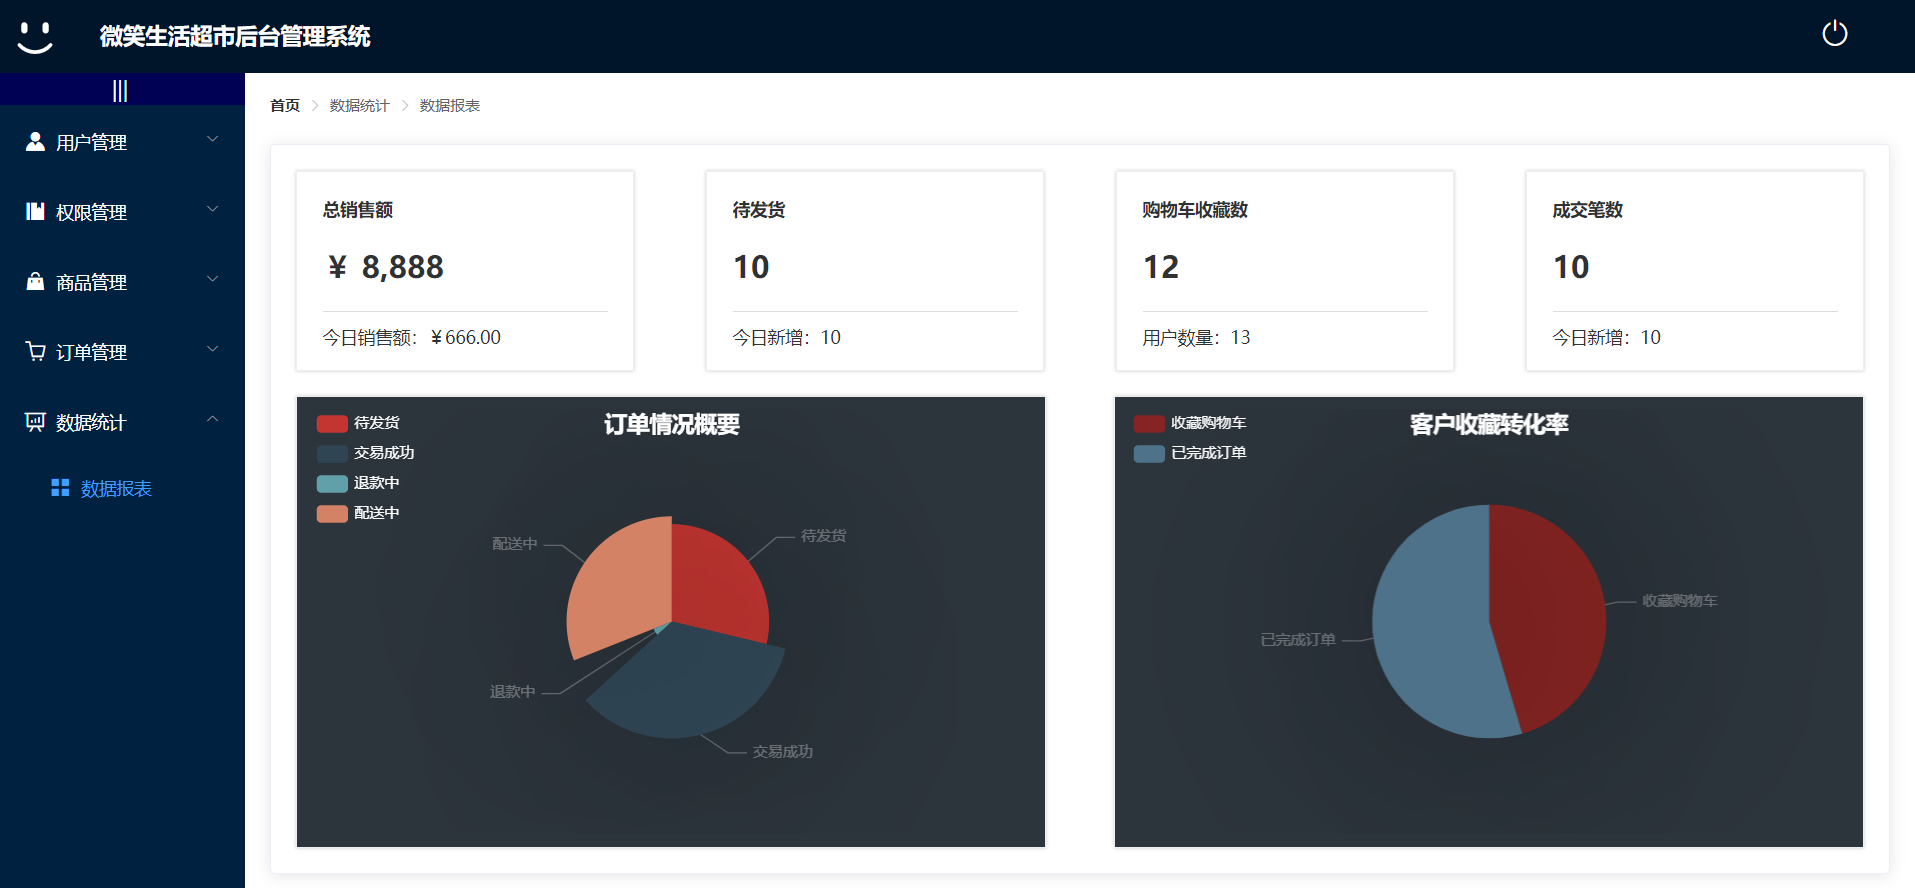 微笑生活超市后台管理系统
|||
用户管理
权限管理
商品管理
订单管理
数据统计
数据报表
首页 > 数据统计 > 数据报表
总销售额
¥ 8,888
今日销售额：¥666.00
待发货
10
今日新增：10
购物车收藏数
12
用户数量：13
成交笔数
10
今日新增：10
订单情况概要
待发货
交易成功
退款中
配送中
配送中
待发货
退款中
交易成功
客户收藏转化率
收藏购物车
已完成订单
收藏购物车
已完成订单